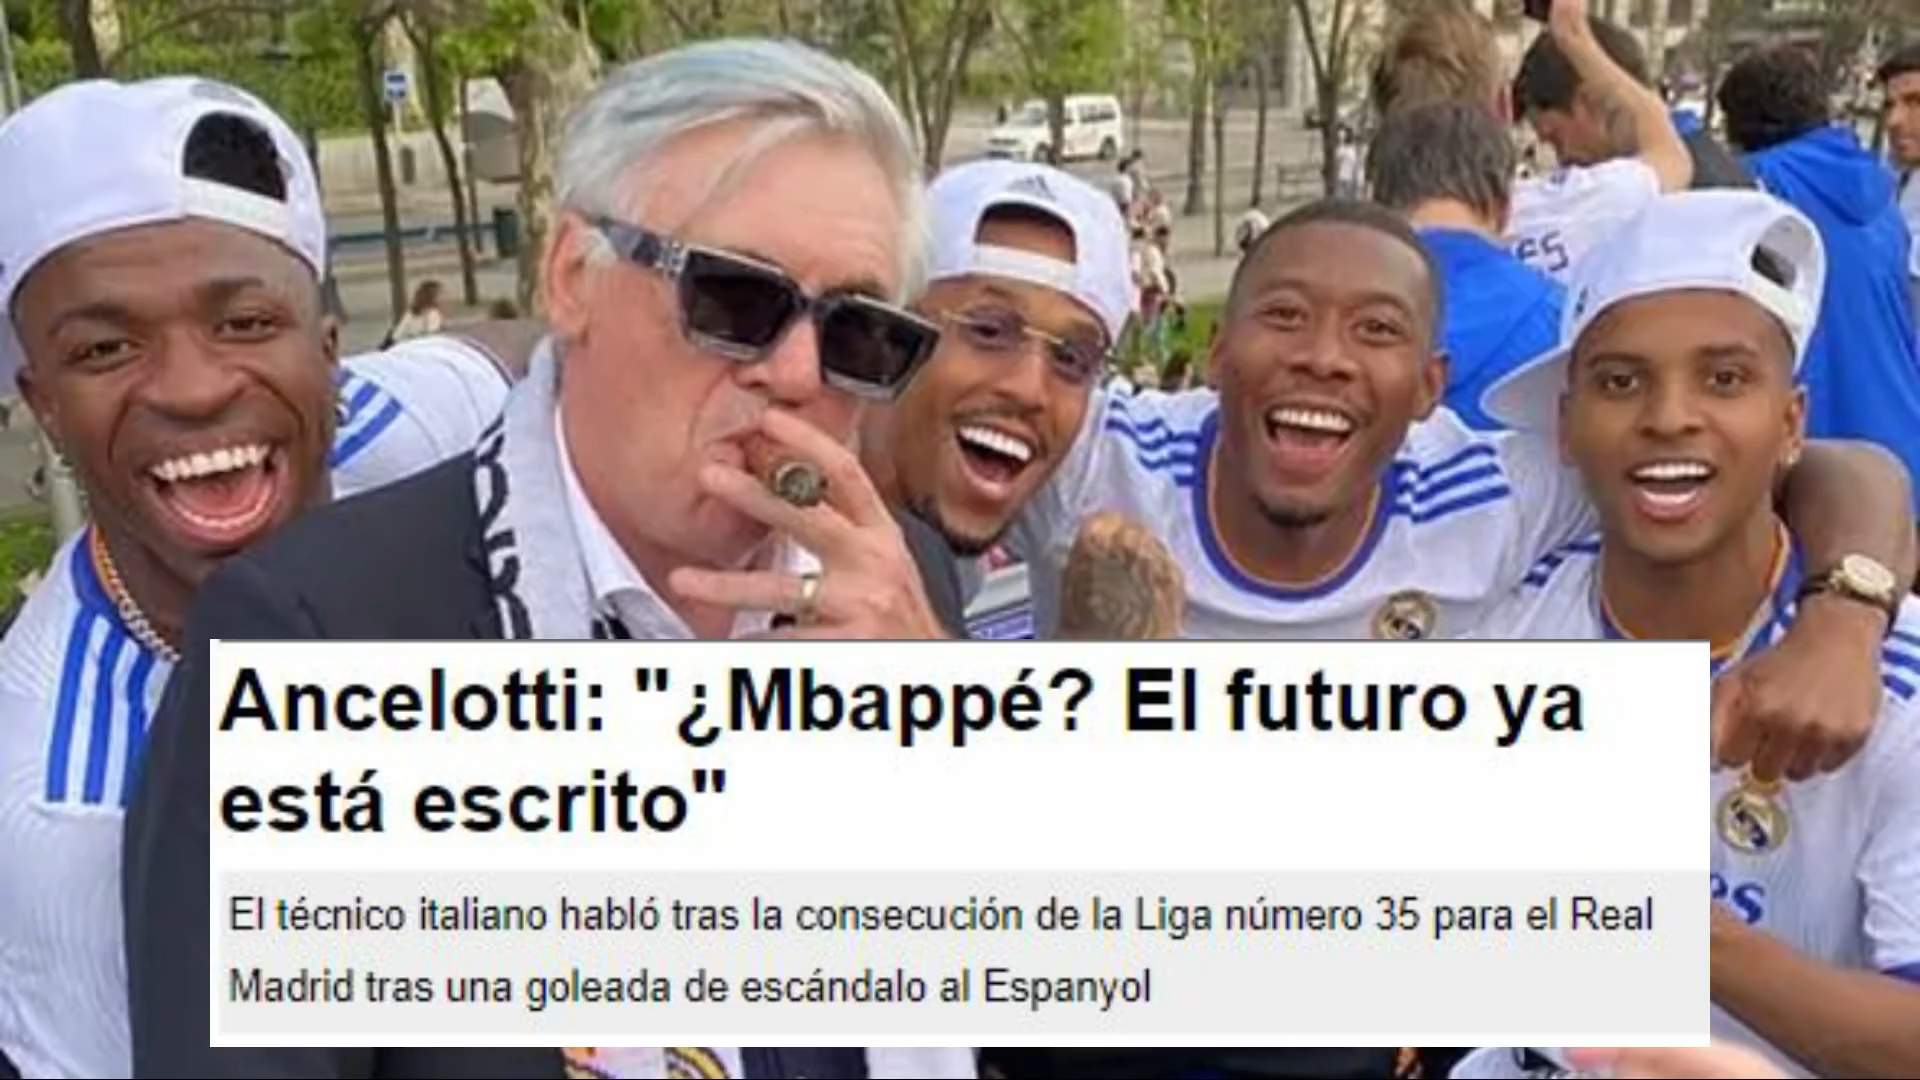 Ancelotti: "¿Mbappé? El futuro ya
está escrito"
El técnico italiano habló tras la consecución de la Liga número 35 para el Real
Madrid tras una goleada de escándalo al Espanyol